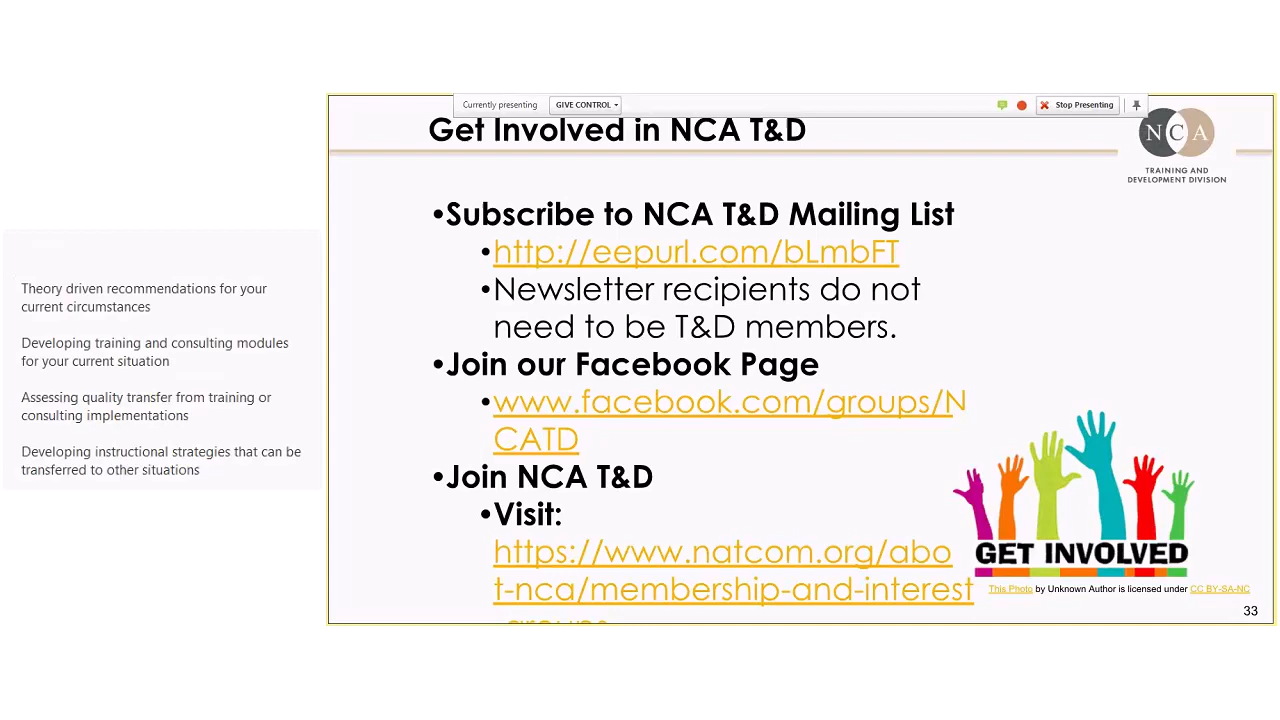 Currently presenting GIVE CONTROL Stop Presenting
Get Involved in NCA T&D
NCA
TRAINING AND
DEVELOPMENT DIVISION
•Subscribe to NCA T&D Mailing List
•http://eepurl.com/bLmbFT
•Newsletter recipients do not
need to be T&D members.
•Join our Facebook Page
•www.facebook.com/groups/N
CATD
•Join NCA T&D
•Visit:
https://www.natcom.org/abo
t-nca/membership-and-interest
-groups
GET INVOLVED
This Photo by Unknown Author is licensed under CC BY-SA-NC
33
Theory driven recommendations for your
current circumstances
Developing training and consulting modules
for your current situation
Assessing quality transfer from training or
consulting implementations
Developing instructional strategies that can be
transferred to other situations